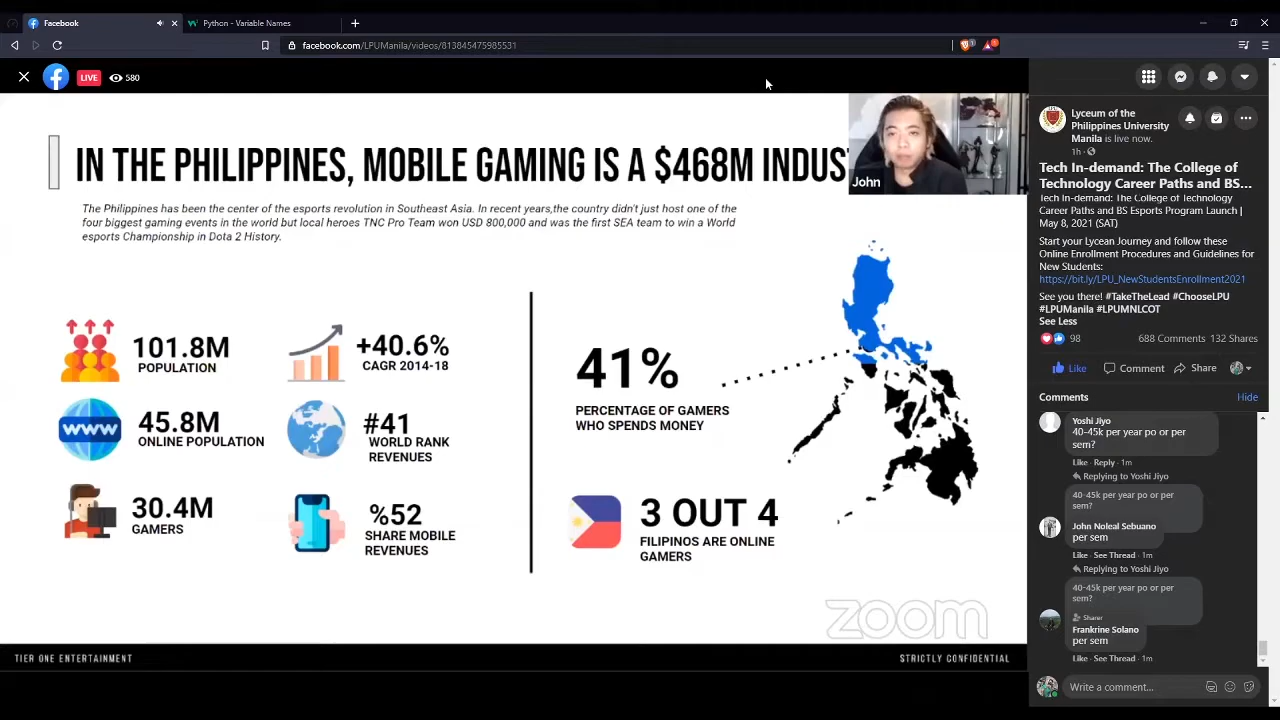 Facebook
Python - Variable Names
facebook.com/LPUManila/videos/813845475985531
LIVE
580
IN THE PHILIPPINES, MOBILE GAMING IS A $468M INDUST
John
The Philippines has been the center of the esports revolution in Southeast Asia. In recent years,the country didn't just host one of the
four biggest gaming events in the world but local heroes TNC Pro Team won USD 800,000 and was the first SEA team to win a World
esports Championship in Dota 2 History.
101.8M
POPULATION
+40.6%
CAGR 2014-18
WWW
45.8M
ONLINE POPULATION
#41
WORLD RANK
REVENUES
30.4M
GAMERS
%52
SHARE MOBILE
REVENUES
41%
PERCENTAGE OF GAMERS
WHO SPENDS MONEY
3 OUT 4
FILIPINOS ARE ONLINE
GAMERS
zoom
TIER ONE ENTERTAINMENT
STRICTLY CONFIDENTIAL
Lyceum of the
Philippines University
Manila is live now.
1h
Tech In-demand: The College of
Technology Career Paths and BS...
Tech In-demand: The College of Technology
Career Paths and BS Esports Program Launch |
May 8, 2021 (SAT)
Start your Lycean Journey and follow these
Online Enrollment Procedures and Guidelines for
New Students:
https://bit.ly/LPU_NewStudentsEnrollment2021
See you there! #TakeTheLead #ChooseLPU
#LPUManila #LPUMNLCOT
See Less
98
688 Comments 132 Shares
Like
Comment
Share
Comments
Hide
Yoshi Jiyo
40-45k per year po or per
sem?
Like · Reply · 1m
Replying to Yoshi Jiyo
40-45k per year po or per
sem?
John Noleal Sebuano
per sem
Like · See Thread · 1m
Replying to Yoshi Jiyo
40-45k per year po or per
sem?
Sharer
Frankrine Solano
per sem
Like · See Thread · 1m
Write a comment...